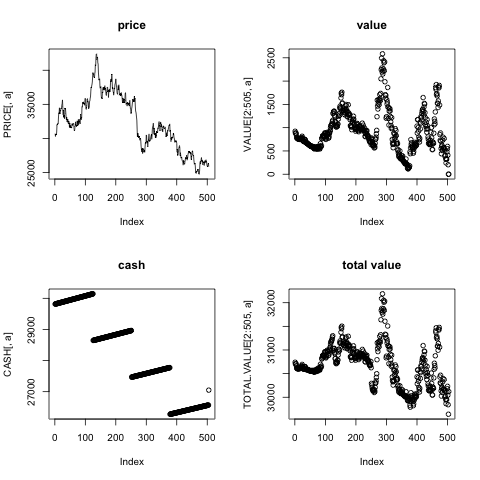 price
PRICE[, a]
25000
35000
0 100 200 300 400 500
Index
value
VALUE[2:505, a]
0 500 1500 2500
0 100 200 300 400 500
Index
cash
CASH[, a]
27000 29000
0 100 200 300 400 500
Index
total value
TOTAL.VALUE[2:505, a]
30000 31000 32000
0 100 200 300 400 500
Index